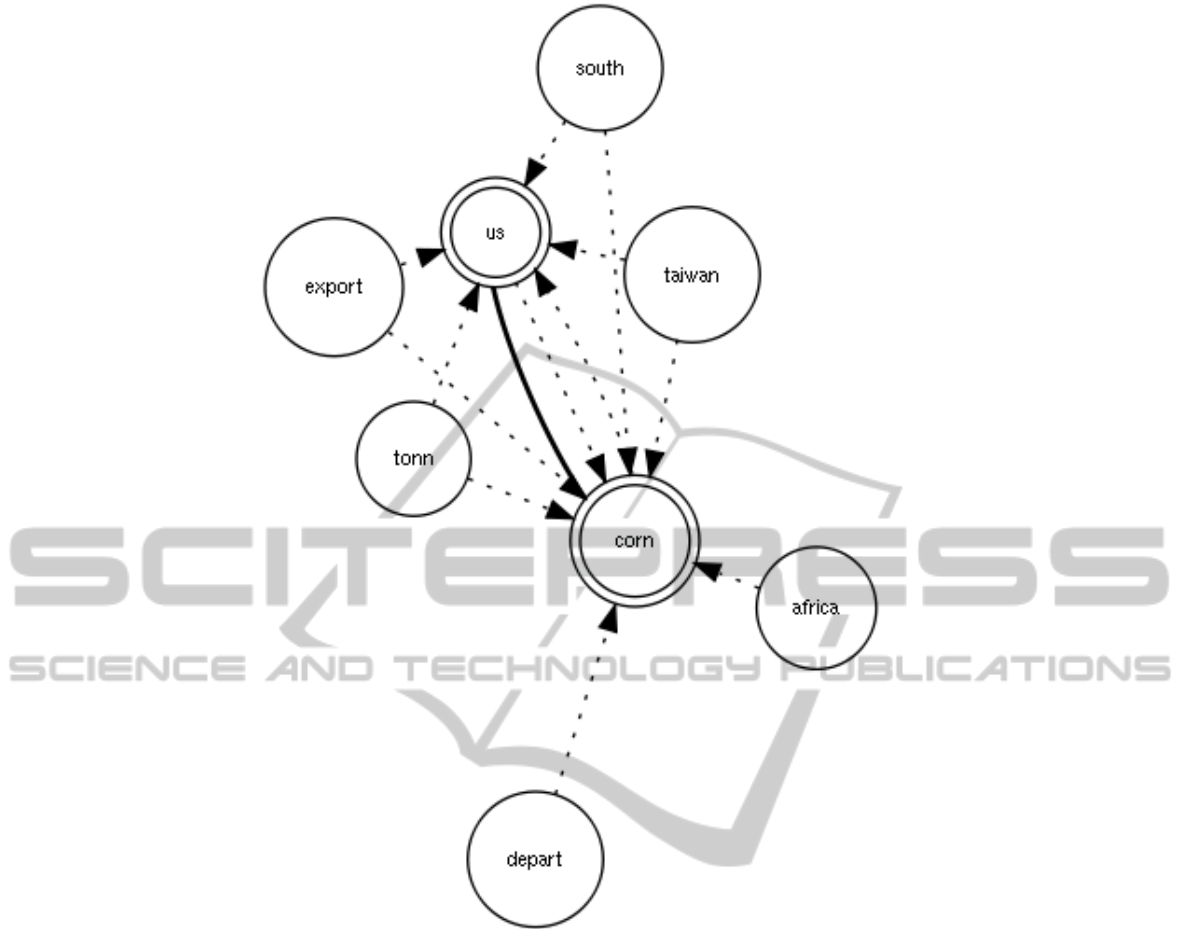 south
us
taiwan
export
tonn
corn
SCITEPRESS
africa
SCIENCE AND TECHNOLOGY PUBLICATIONS
depart